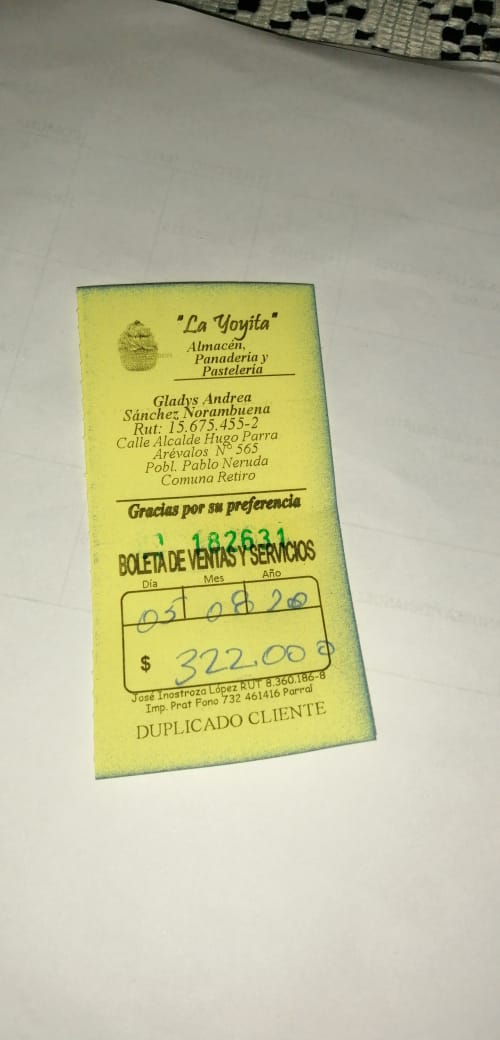 "La Yoyita"
Almacén,
Panadería y
Pastelería
Gladys Andrea
Sánchez Norambuena
Rut: 15.675.455-2
Calle Alcalde Hugo Parra
Arévalos Nº 565
Pobl. Pablo Neruda
Comuna Retiro
Gracias por su preferencia
182631
BOLETA DE VENTAS Y SERVICIOS
Día Mes Año
05 08 20
$ 322.000
José Inostroza López RUT 8.360.186-8
Imp. Prat Fono 732 461416 Parral
DUPLICADO CLIENTE